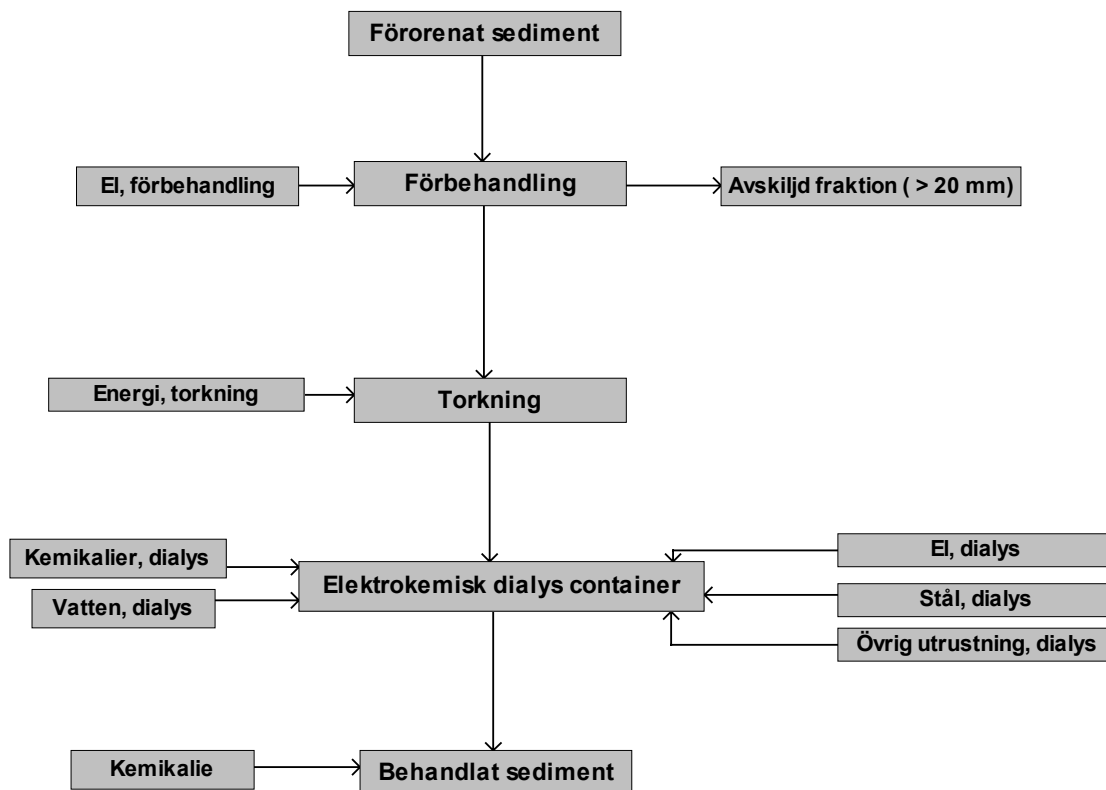 Förorenat sediment
El, förbehandling
Förbehandling
Avskiljd fraktion ( > 20 mm)
Energi, torkning
Torkning
Kemikalier, dialys
Vatten, dialys
Elektrokemisk dialys container
El, dialys
Stål, dialys
Övrig utrustning, dialys
Kemikalie
Behandlat sediment